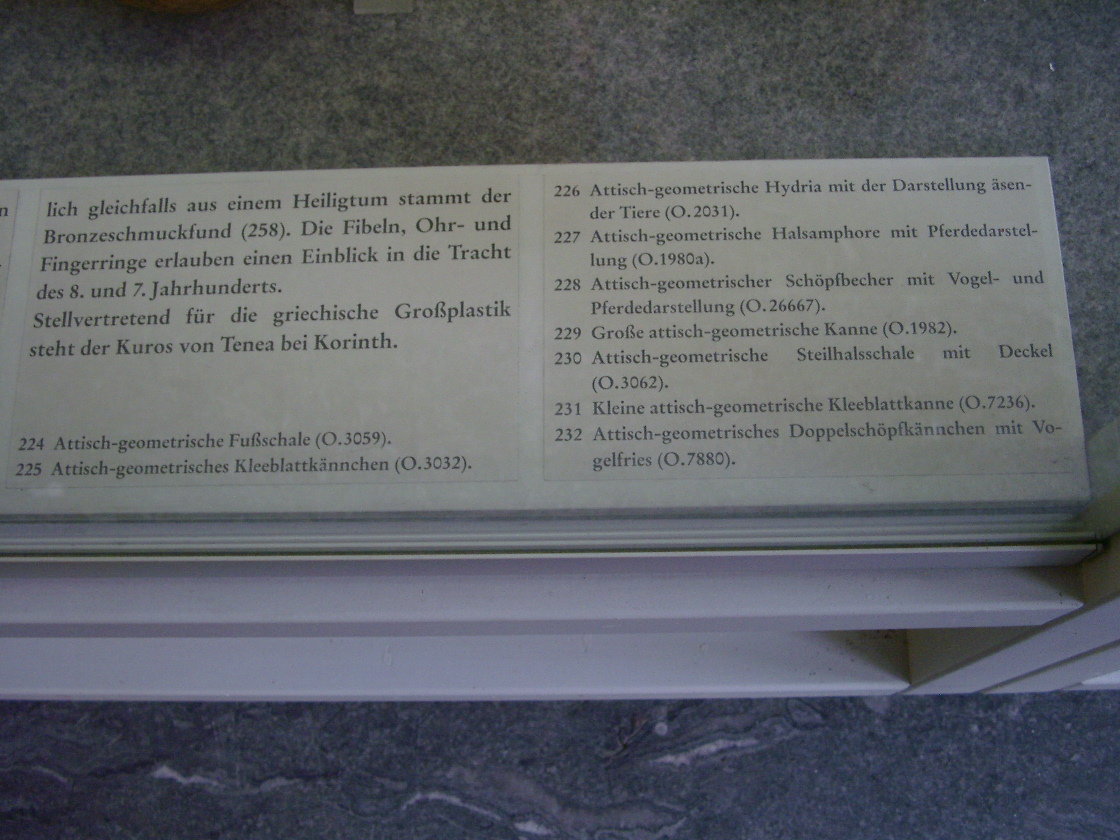 n
lich gleichfalls aus einem Heiligtum stammt der
Bronzeschmuckfund (258). Die Fibeln, Ohr- und
Fingerringe erlauben einen Einblick in die Tracht
des 8. und 7. Jahrhunderts.
Stellvertretend für die griechische Großplastik
steht der Kuros von Tenea bei Korinth.
224 Attisch-geometrische Fußschale (O.3059).
225 Attisch-geometrisches Kleeblattkännchen (O.3032).
226 Attisch-geometrische Hydria mit der Darstellung äsen-
der Tiere (O.2031).
227 Attisch-geometrische Halsamphore mit Pferdedarstel-
lung (O.1980a).
228 Attisch-geometrischer Schöpfbecher mit Vogel- und
Pferdedarstellung (O.26667).
229 Große attisch-geometrische Kanne (O.1982).
230 Attisch-geometrische Steilhalsschale mit Deckel
(O.3062).
231 Kleine attisch-geometrische Kleeblattkanne (O.7236).
232 Attisch-geometrisches Doppelschöpfkännchen mit Vo-
gelfries (O.7880).